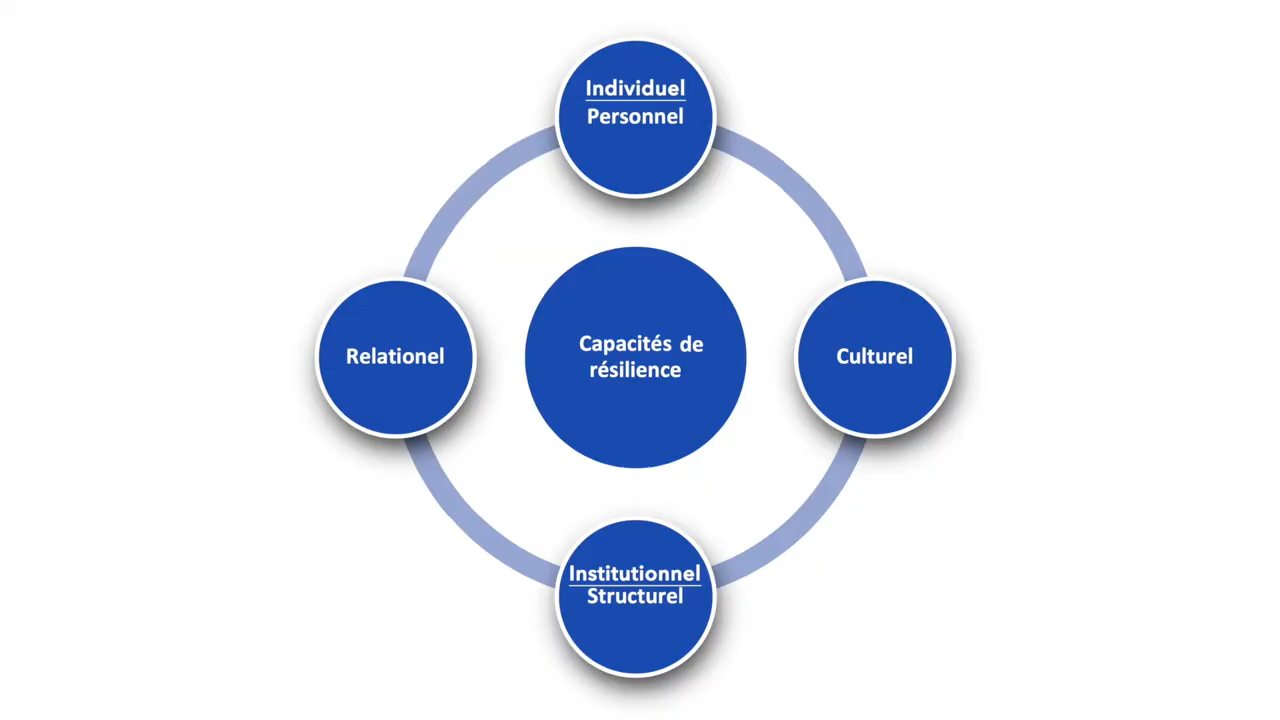 Individuel
Personnel
Relationel
Capacités de
résilience
Culturel
Institutionnel
Structurel